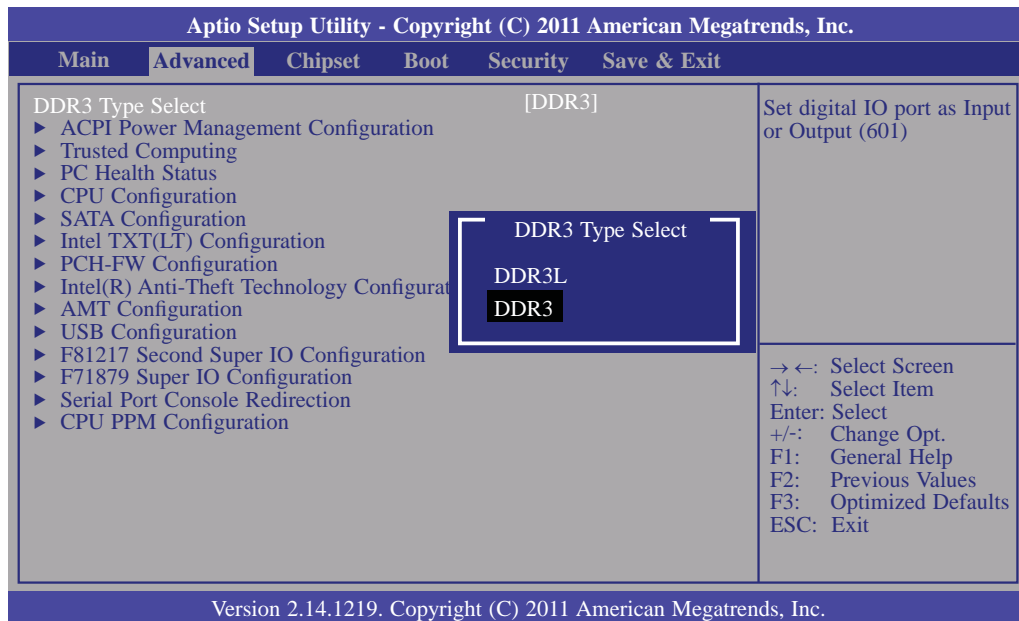 Aptio Setup Utility - Copyright (C) 2011 American Megatrends, Inc.
Main Advanced Chipset Boot Security Save & Exit
DDR3 Type Select [DDR3]
► ACPI Power Management Configuration
► Trusted Computing
► PC Health Status
► CPU Configuration
► SATA Configuration
► Intel TXT(LT) Configuration
► PCH-FW Configuration
► Intel(R) Anti-Theft Technology Configurat
► AMT Configuration
► USB Configuration
► F81217 Second Super IO Configuration
► F71879 Super IO Configuration
► Serial Port Console Redirection
► CPU PPM Configuration
DDR3 Type Select
DDR3L
DDR3
Set digital IO port as Input
or Output (601)
→ ←: Select Screen
↑↓: Select Item
Enter: Select
+/-: Change Opt.
F1: General Help
F2: Previous Values
F3: Optimized Defaults
ESC: Exit
Version 2.14.1219. Copyright (C) 2011 American Megatrends, Inc.